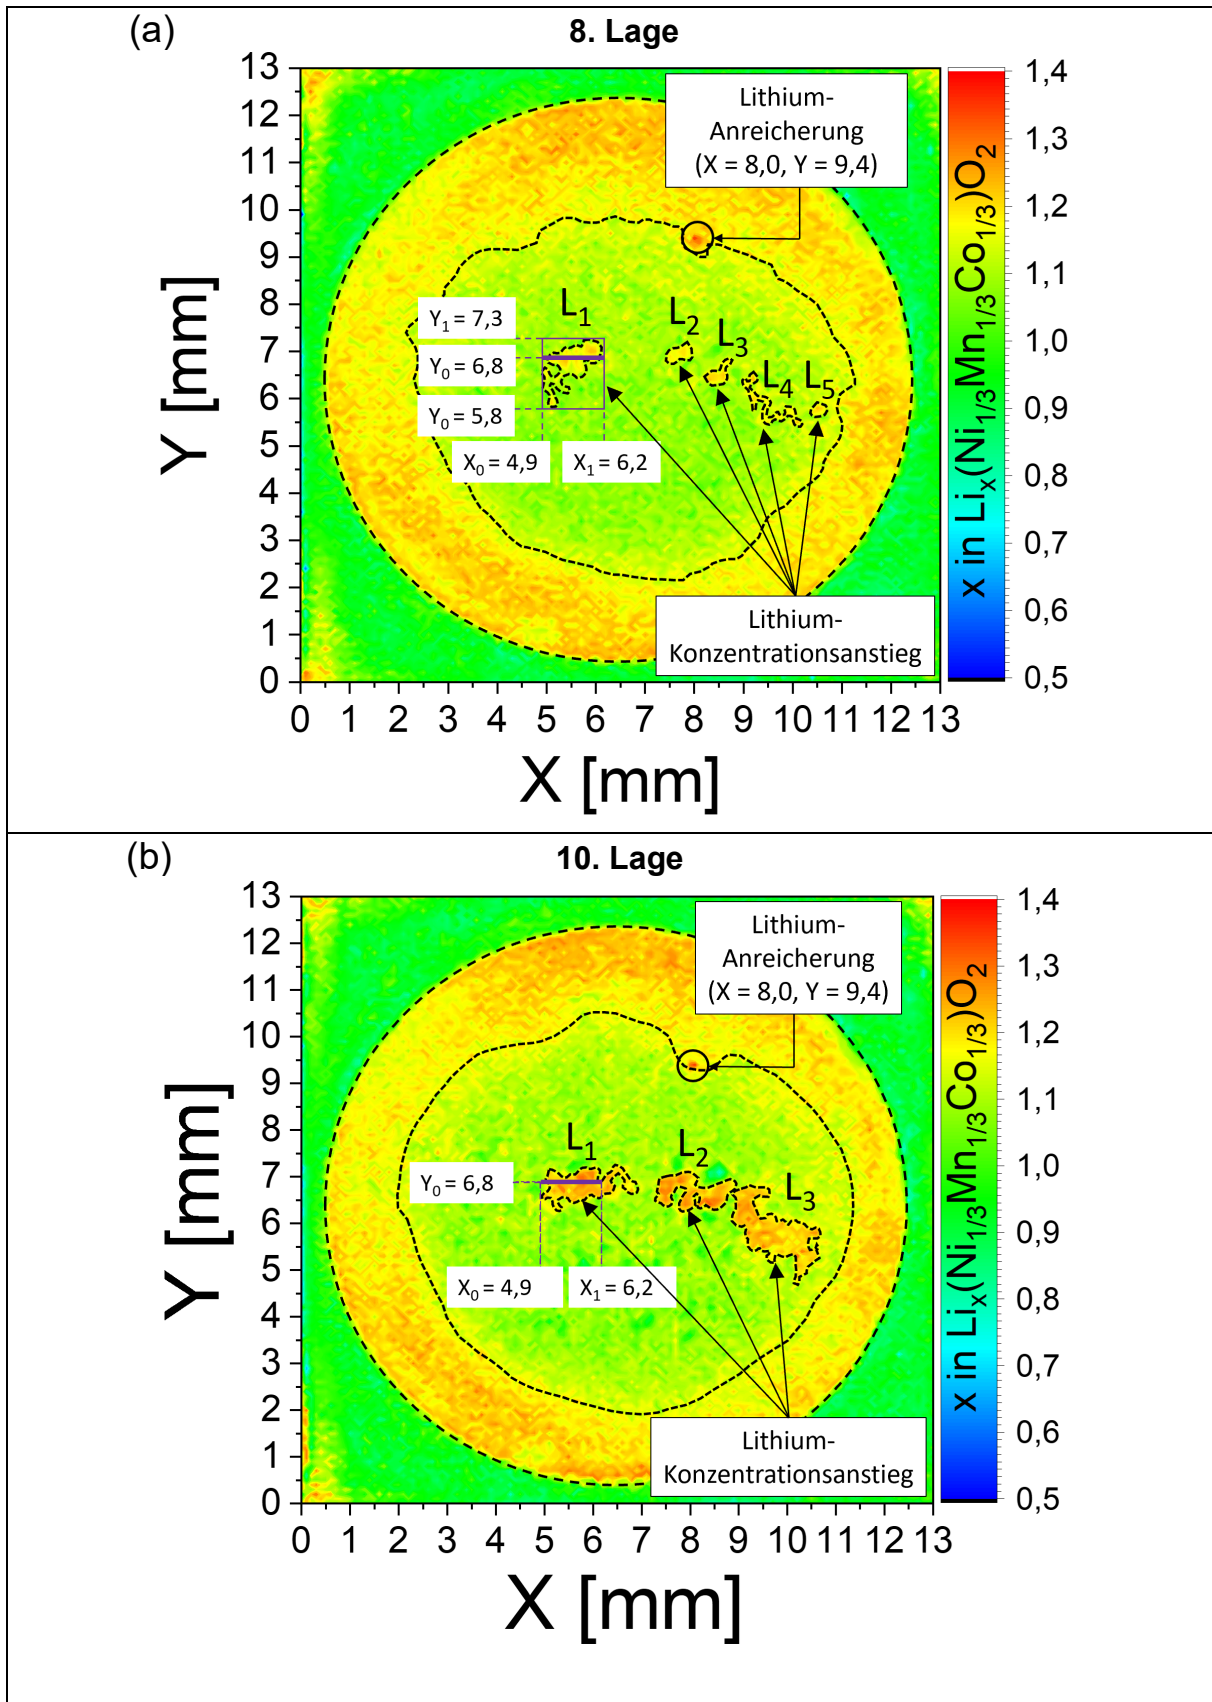 (a)
8. Lage
13
12
11
10
9
8
7
6
5
4
3
2
1
0
Y [mm]
0 1 2 3 4 5 6 7 8 9 10 11 12 13
X [mm]
Lithium-
Anreicherung
(X = 8,0, Y = 9,4)
L₁
L₂
L₃
L₄
L₅
Y₁ = 7,3
Y₀ = 6,8
Y₀ = 5,8
X₀ = 4,9
X₁ = 6,2
Lithium-
Konzentrationsanstieg
1,4
1,3
1,2
1,1
1,0
0,9
0,8
0,7
0,6
0,5
x in Liₓ(Ni₁/₃Mn₁/₃Co₁/₃)O₂
(b)
10. Lage
13
12
11
10
9
8
7
6
5
4
3
2
1
0
Y [mm]
0 1 2 3 4 5 6 7 8 9 10 11 12 13
X [mm]
Lithium-
Anreicherung
(X = 8,0, Y = 9,4)
L₁
L₂
L₃
Y₀ = 6,8
X₀ = 4,9
X₁ = 6,2
Lithium-
Konzentrationsanstieg
1,4
1,3
1,2
1,1
1,0
0,9
0,8
0,7
0,6
0,5
x in Liₓ(Ni₁/₃Mn₁/₃Co₁/₃)O₂